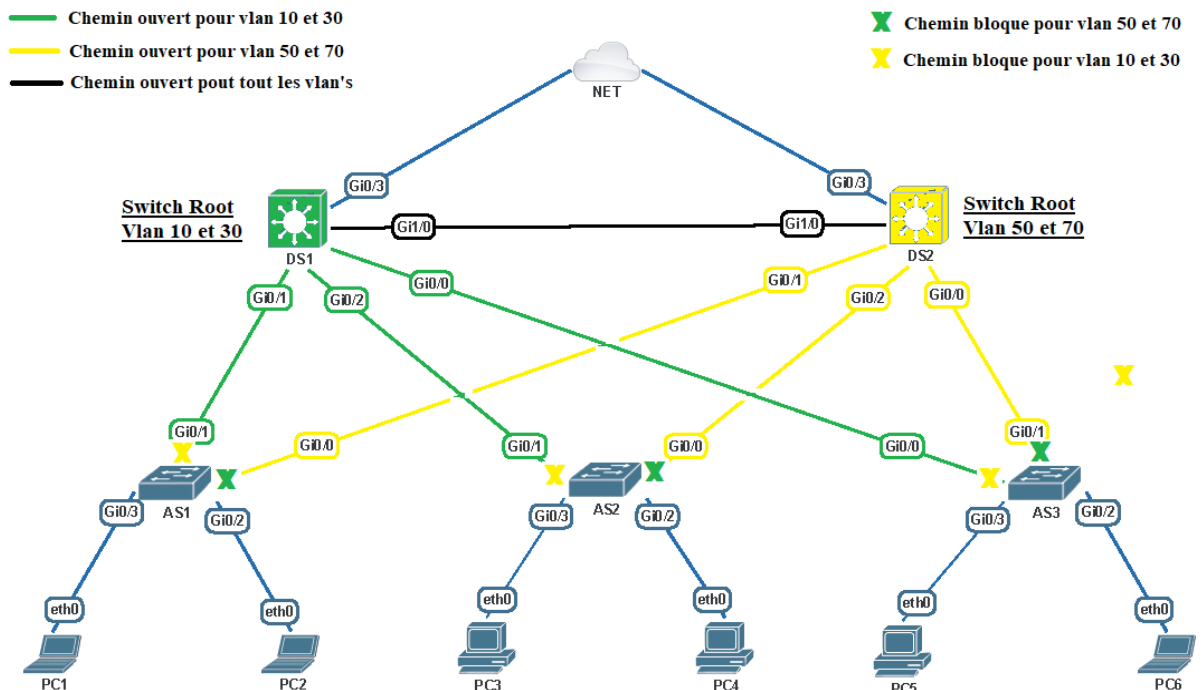 Chemin ouvert pour vlan 10 et 30
Chemin ouvert pour vlan 50 et 70
Chemin ouvert pout tout les vlan's
Chemin bloque pour vlan 50 et 70
Chemin bloque pour vlan 10 et 30
NET
Gi0/3
Gi0/3
Switch Root
Vlan 10 et 30
Gi1/0
Gi1/0
Switch Root
Vlan 50 et 70
DS1
DS2
Gi0/1
Gi0/2
Gi0/0
Gi0/1
Gi0/2
Gi0/0
Gi0/1
Gi0/0
Gi0/1
Gi0/0
Gi0/0
Gi0/1
AS1
AS2
AS3
Gi0/3
Gi0/2
Gi0/3
Gi0/2
Gi0/3
Gi0/2
eth0
eth0
eth0
eth0
eth0
eth0
PC1
PC2
PC3
PC4
PC5
PC6